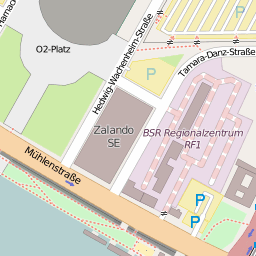 O2-Platz
Hedwig-Wachenheim-Straße
Tamara-Danz-Straße
P
Zalando
SE
BSR Regionalzentrum
RF1
Mühlenstraße
P
P